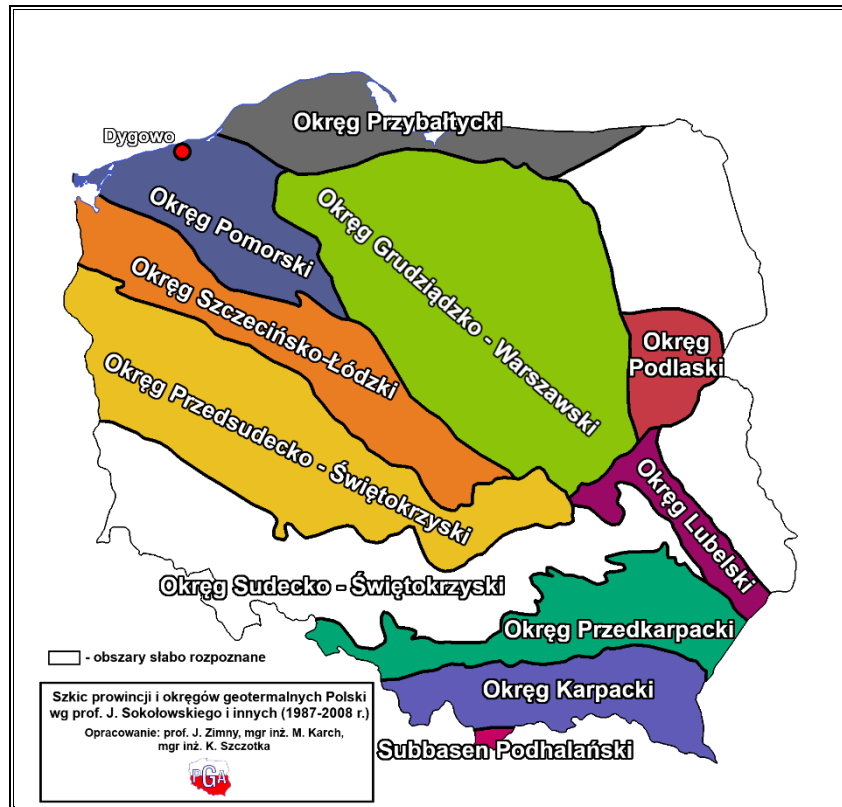 Okręg Przybałtycki
Dygowo
Okręg Pomorski
Okręg Grudziądzko - Warszawski
Okręg Szczecińsko-Łódzki
Okręg
Podlaski
Okręg Przedsudecko - Świętokrzyski
Okręg Lubelski
Okręg Sudecko - Świętokrzyski
Okręg Przedkarpacki
- obszary słabo rozpoznane
Okręg Karpacki
Szkic prowincji i okręgów geotermalnych Polski
wg prof. J. Sokołowskiego i innych (1987-2008 r.)
Opracowanie: prof. J. Zimny, mgr inż. M. Karch,
mgr inż. K. Szczotka
Subbasen Podhalański
PGA